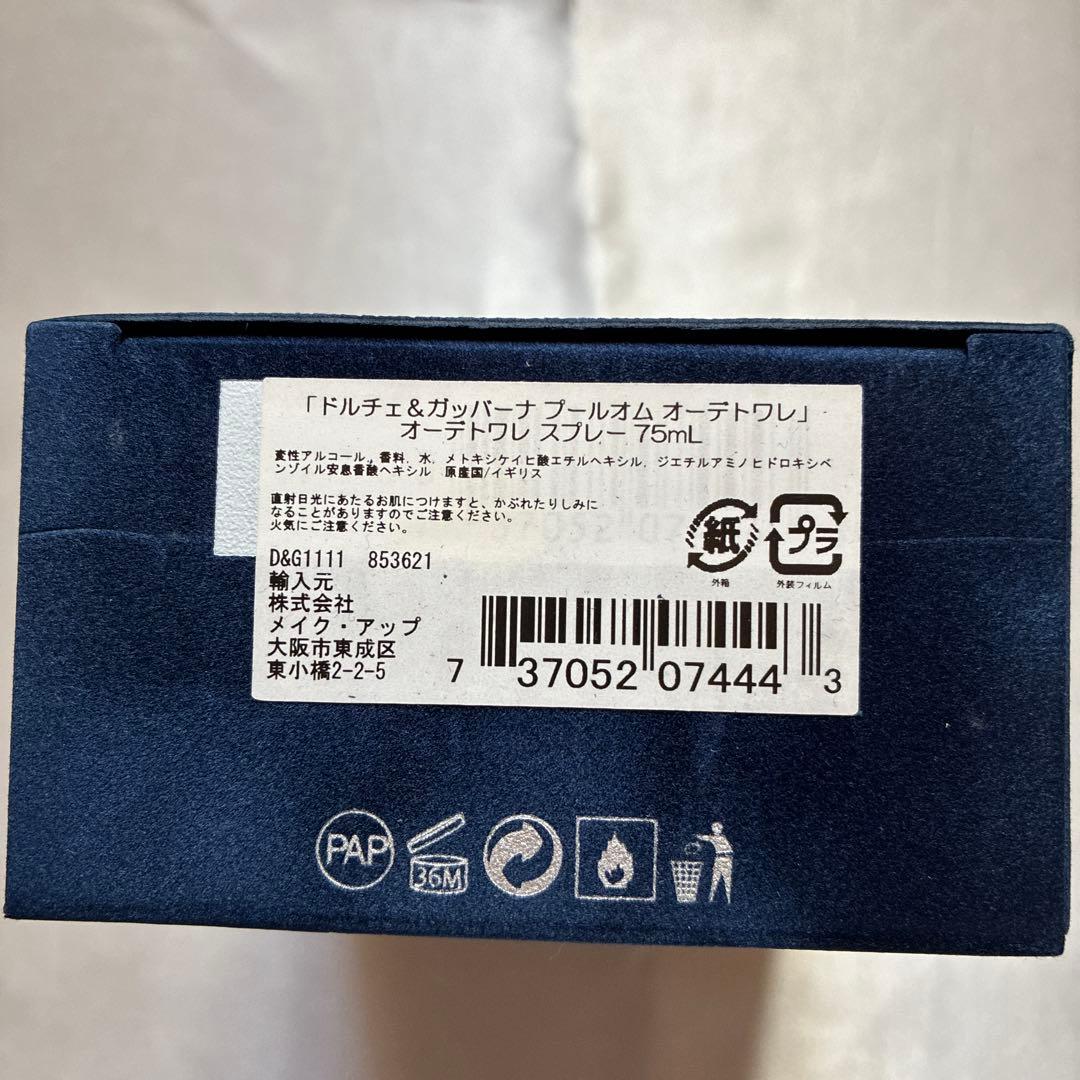 「ドルチェ＆ガッバーナ プールオム オーデトワレ」
オーデトワレ スプレー 75mL
変性アルコール, 香料, 水, メトキシケイヒ酸エチルヘキシル, ジエチルアミノヒドロキシベ
ンゾイル安息香酸ヘキシル 原産国/イギリス
直射日光にあたるお肌につけますと、かぶれたりしみに
なることがありますのでご注意ください。
火気にご注意ください。
紙
プラ
外箱
外装フィルム
D&G1111 853621
輸入元
株式会社
メイク・アップ
大阪市東成区
東小橋2-2-5
7 37052 07444 3
PAP
36M